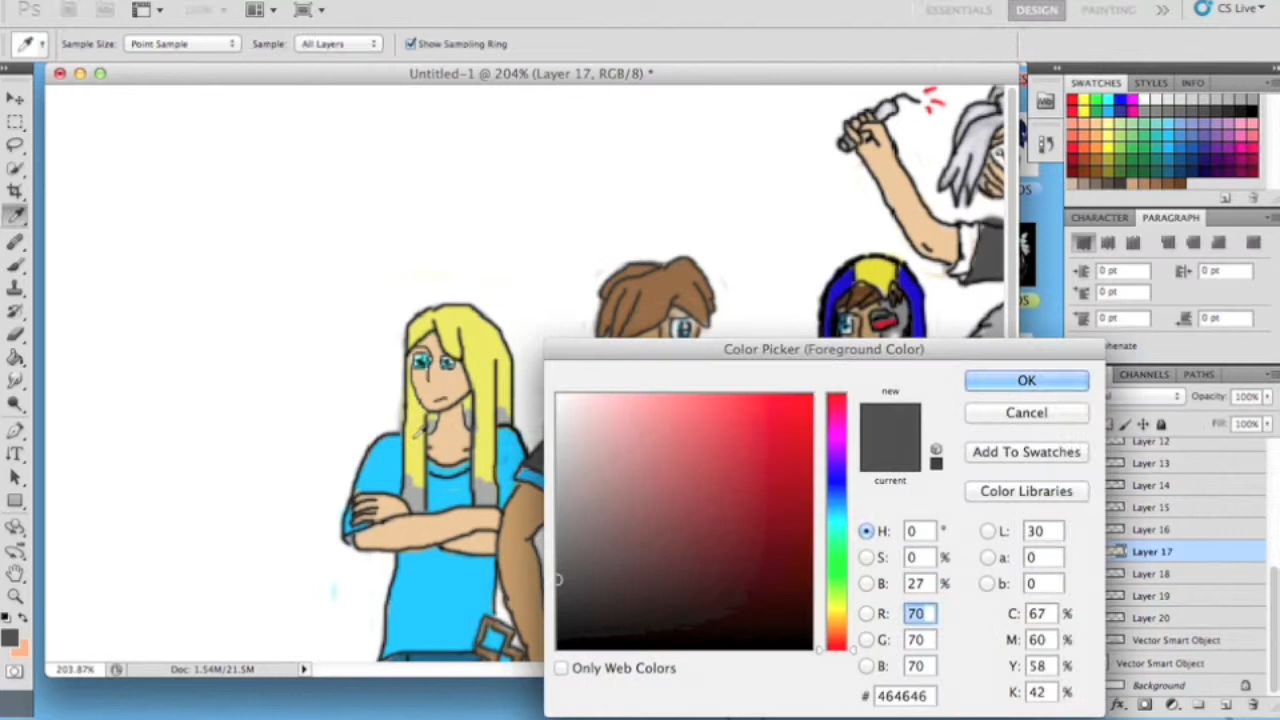 Ps
200%
ESSENTIALS
DESIGN
PAINTING
CS Live
Sample Size: Point Sample
Sample: All Layers
Show Sampling Ring
Untitled-1 @ 204% (Layer 17, RGB/8) *
SWATCHES STYLES INFO
CHARACTER PARAGRAPH
0 pt 0 pt
0 pt
0 pt 0 pt
henate
CHANNELS PATHS
Opacity: 100%
Fill: 100%
Layer 12
Layer 13
Layer 14
Layer 15
Layer 16
Layer 17
Layer 18
Layer 19
Layer 20
Vector Smart Object
Vector Smart Object
Background
Color Picker (Foreground Color)
new
current
OK
Cancel
Add To Swatches
Color Libraries
H: 0 °
S: 0 %
B: 27 %
R: 70
G: 70
B: 70
# 464646
L: 30
a: 0
b: 0
C: 67 %
M: 60 %
Y: 58 %
K: 42 %
Only Web Colors
203.87%
Doc: 1.54M/21.5M